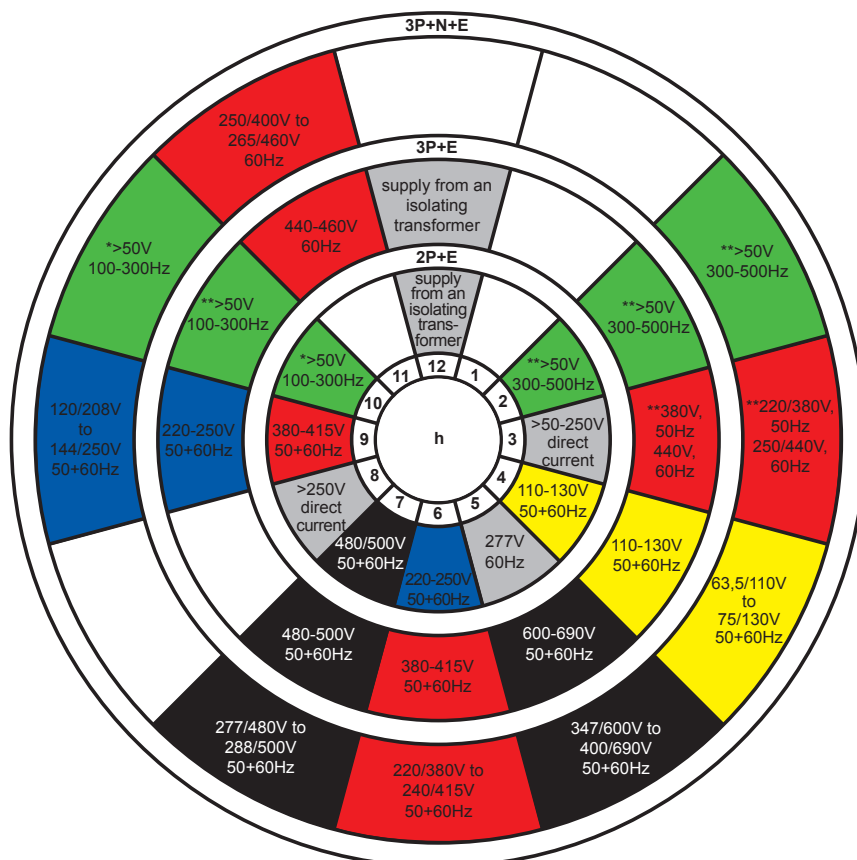 3P+N+E
250/400V to
265/460V
60Hz
*>50V
100-300Hz
120/208V
to
144/250V
50+60Hz
277/480V to
288/500V
50+60Hz
220/380V to
240/415V
50+60Hz
347/600V to
400/690V
50+60Hz
63,5/110V
to
75/130V
50+60Hz
**220/380V,
50Hz
250/440V,
60Hz
**>50V
300-500Hz
3P+E
supply from an
isolating
transformer
440-460V
60Hz
**>50V
100-300Hz
220-250V
50+60Hz
480-500V
50+60Hz
380-415V
50+60Hz
600-690V
50+60Hz
110-130V
50+60Hz
**380V,
50Hz
440V,
60Hz
**>50V
300-500Hz
2P+E
supply
from an
isolating
trans-
former
*>50V
100-300Hz
380-415V
50+60Hz
>250V
direct
current
480/500V
50+60Hz
220-250V
50+60Hz
277V
60Hz
110-130V
50+60Hz
>50-250V
direct
current
**>50V
300-500Hz
12
1
2
3
4
5
6
7
8
9
10
11
h